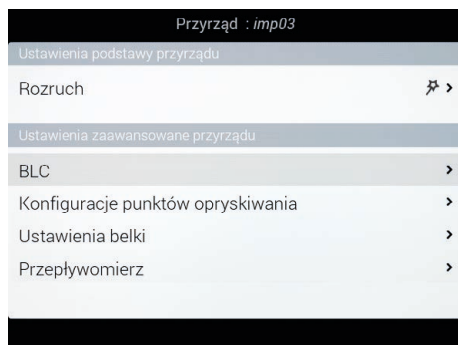 Przyrząd : imp03
Ustawienia podstawy przyrządu
Rozruch
Ustawienia zaawansowane przyrządu
BLC
Konfiguracje punktów opryskiwania
Ustawienia belki
Przepływomierz